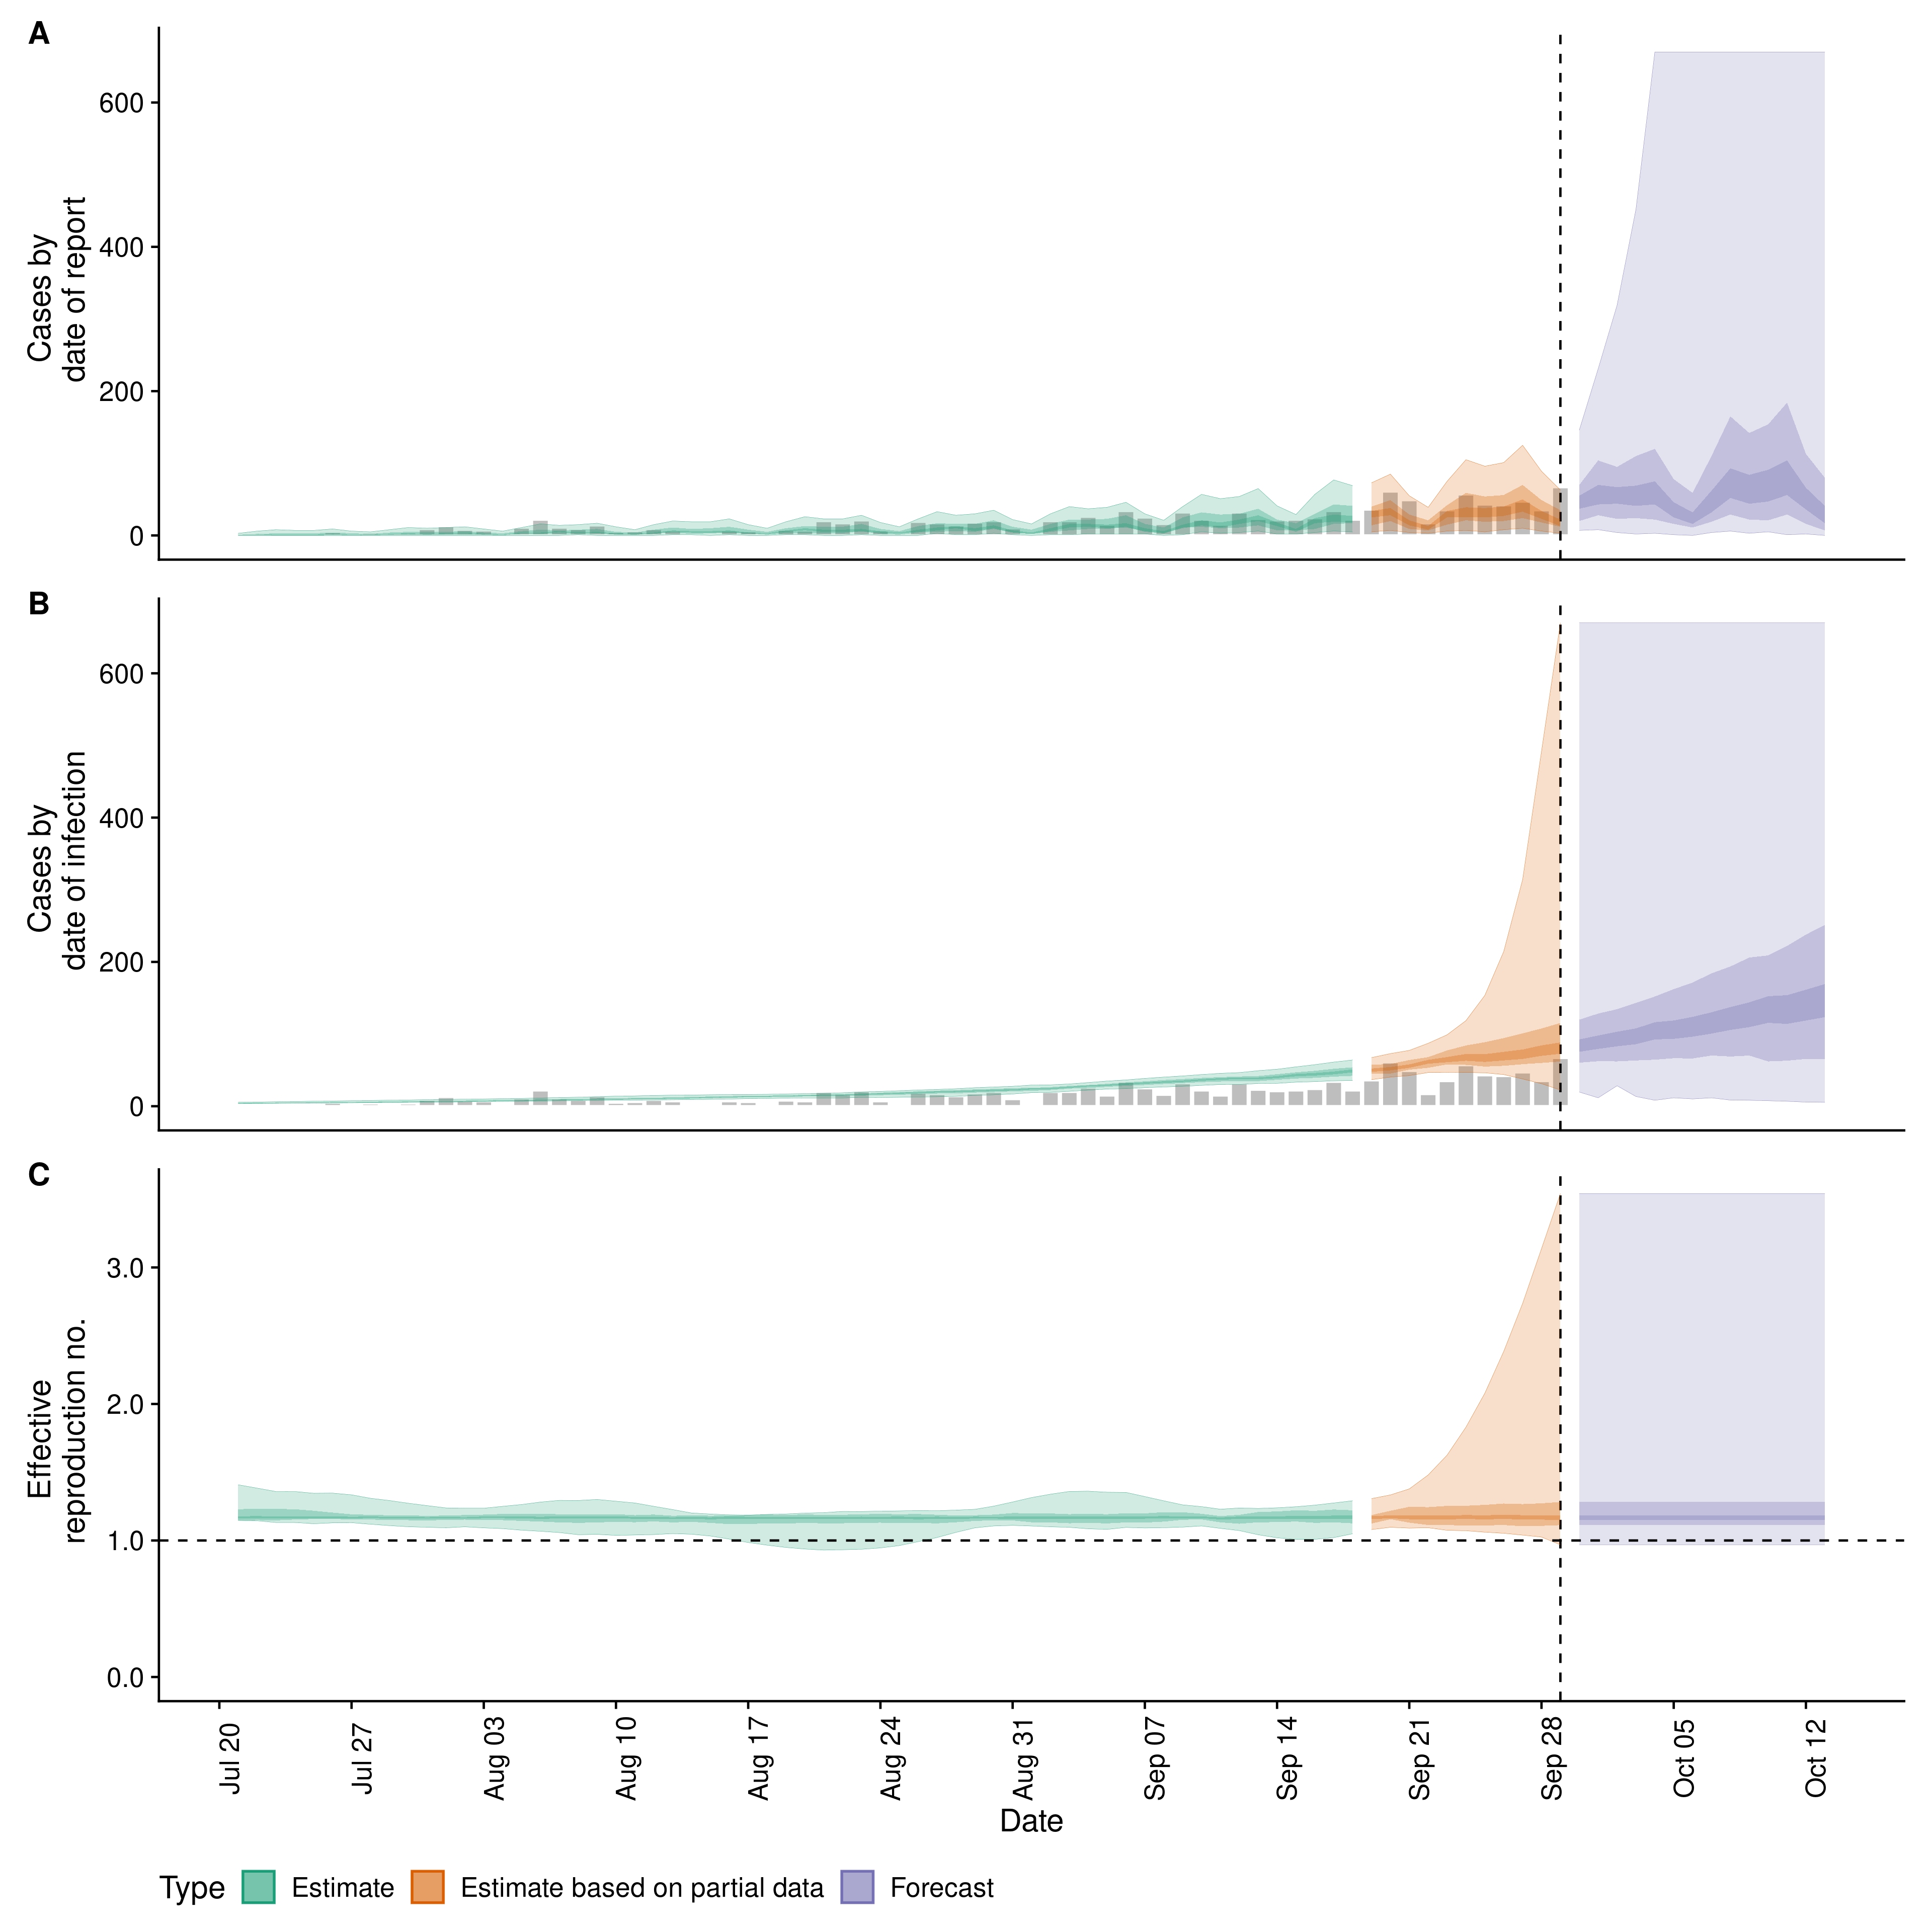 A
Cases by
date of report
600
400
200
0
B
Cases by
date of infection
600
400
200
0
C
Effective
reproduction no.
3.0
2.0
1.0
0.0
Jul 20
Jul 27
Aug 03
Aug 10
Aug 17
Aug 24
Aug 31
Sep 07
Sep 14
Sep 21
Sep 28
Oct 05
Oct 12
Date
Type Estimate Estimate based on partial data Forecast